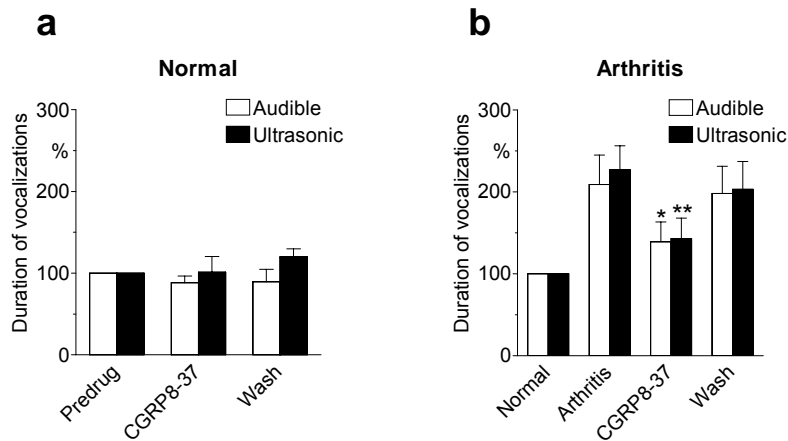 a
Normal
300
Audible
Ultrasonic
%
200
100
0
Duration of vocalizations
Predrug
CGRP8-37
Wash
b
Arthritis
300
Audible
Ultrasonic
%
200
* **
100
0
Duration of vocalizations
Normal
Arthritis
CGRP8-37
Wash